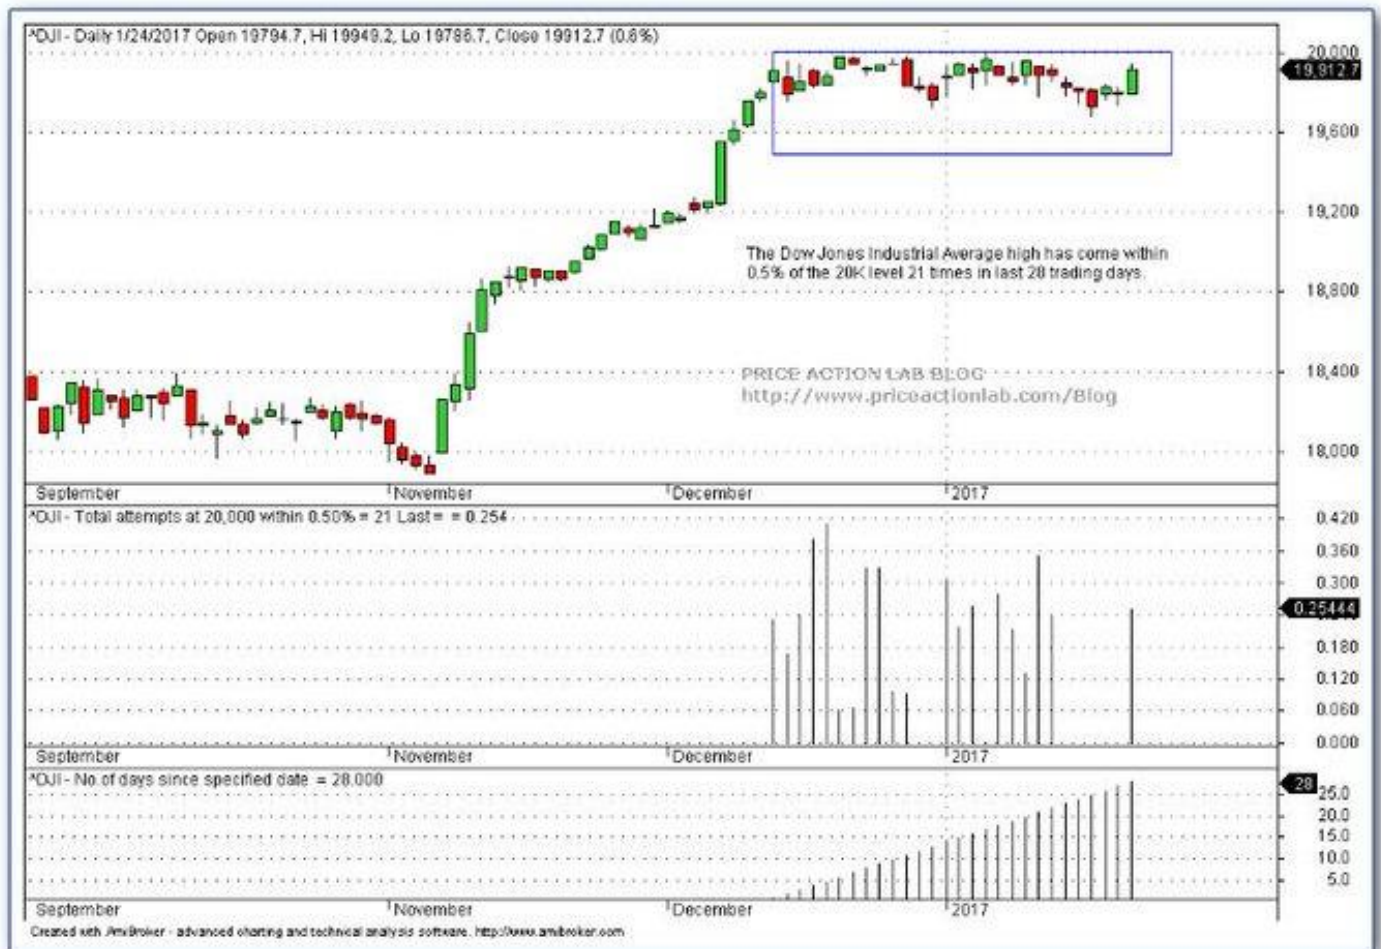 ^DJI - Daily 1/24/2017 Open 19794.7, Hi 19949.2, Lo 19786.7, Close 19912.7 (0.6%)
20,000
19,912.7
19,600
19,200
The Dow Jones Industrial Average high has come within
0.5% of the 20K level 21 times in last 28 trading days.
18,800
PRICE ACTION LAB BLOG
http://www.priceactionlab.com/Blog
18,400
18,000
September November December 2017
^DJI - Total attempts at 20,000 within 0.50% = 21 Last = = 0.254
0.420
0.360
0.300
0.25444
0.180
0.120
0.060
0.000
September November December 2017
^DJI - No of days since specified date = 28.000
28
25.0
20.0
15.0
10.0
5.0
September November December 2017
Created with AmiBroker - advanced charting and technical analysis software. http://www.amibroker.com